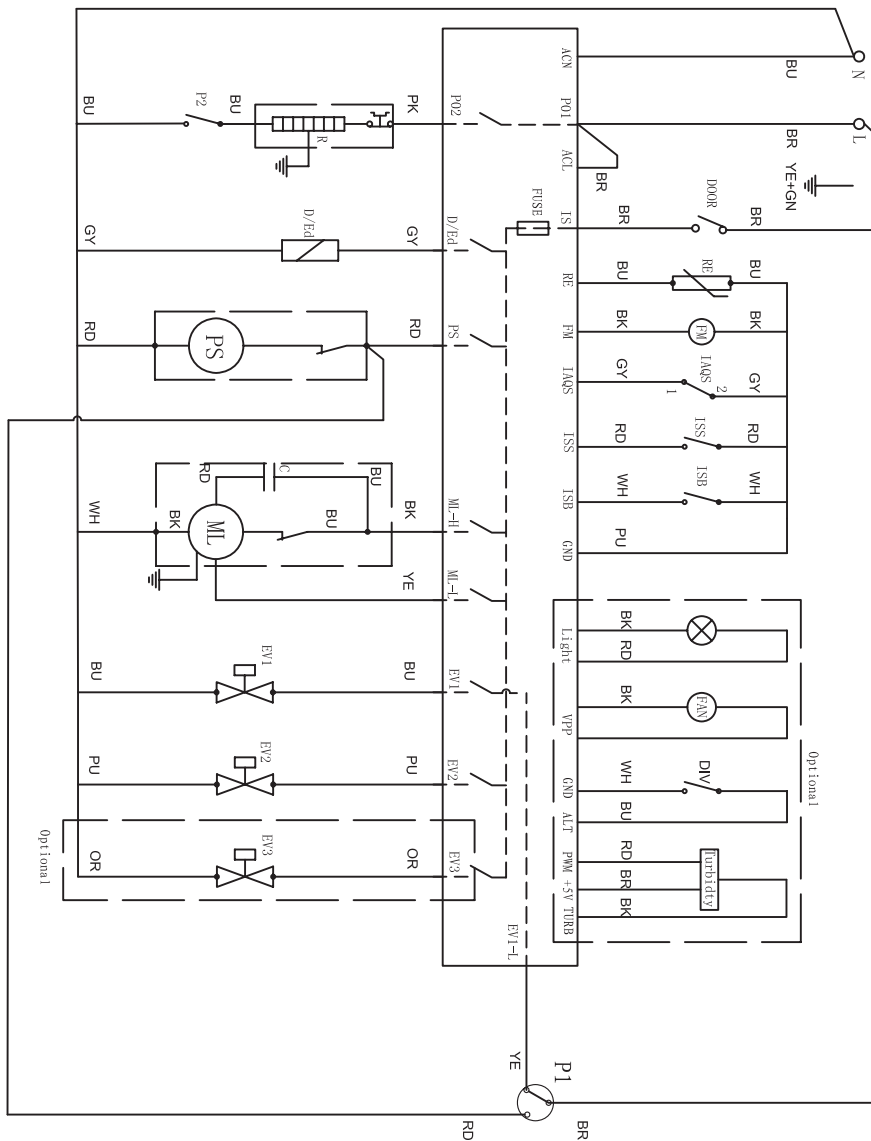 N
L
BU
BR
YE+GN
ACN
PO1
ACL
BR
PO2
PK
R
BU
P2
BU
IS
FUSE
BR
DOOR
BR
D/Ed
GY
D/Ed
GY
RE
BU
RE
BU
FM
BK
FM
BK
PS
RD
PS
RD
IAQS
GY
IAQS
1
2
GY
ISS
RD
ISS
RD
ISB
WH
ISB
WH
GND
PU
ML-H
BK
BU
C
RD
BU
ML
BK
WH
ML-L
YE
Optional
Light
BK
RD
VPP
BK
FAN
GND
WH
DIV
ALT
BU
PWM
RD
+5V
BR
TURB
BK
Turbidty
EV1
BU
EV1
BU
EV2
PU
EV2
PU
EV3
OR
EV3
OR
Optional
EV1-L
YE
P1
RD
BR